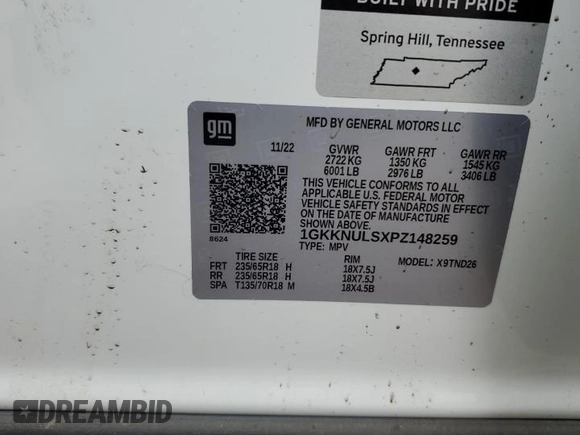 BUILT WITH PRIDE
Spring Hill, Tennessee
gm
MFD BY GENERAL MOTORS LLC
11/22 GVWR GAWR FRT GAWR RR
2722 KG 1350 KG 1545 KG
6001 LB 2976 LB 3406 LB
THIS VEHICLE CONFORMS TO ALL
APPLICABLE U.S. FEDERAL MOTOR
VEHICLE SAFETY STANDARDS IN EFFECT
ON THE DATE OF MANUFACTURE
SHOWN ABOVE.
1GKKNULSXPZ148259
8624 TYPE: MPV
TIRE SIZE RIM MODEL: X9TND26
FRT 235/65R18 H 18X7.5J
RR 235/65R18 H 18X7.5J
SPA T135/70R18 M 18X4.5B
DREAMBID